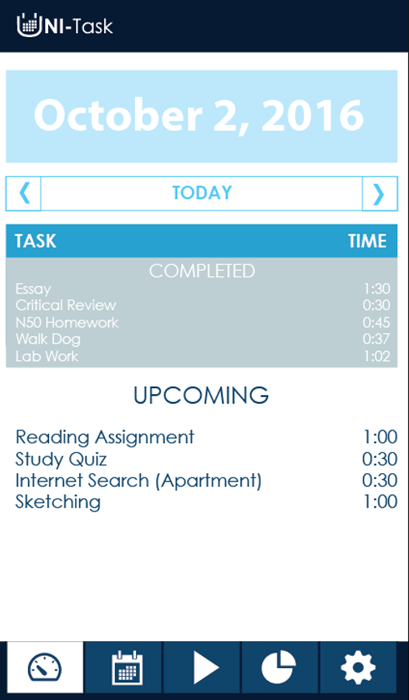 UNI-Task
October 2, 2016
TODAY
TASK TIME
COMPLETED
Essay 1:30
Critical Review 0:30
N50 Homework 0:45
Walk Dog 0:37
Lab Work 1:02
UPCOMING
Reading Assignment 1:00
Study Quiz 0:30
Internet Search (Apartment) 0:30
Sketching 1:00